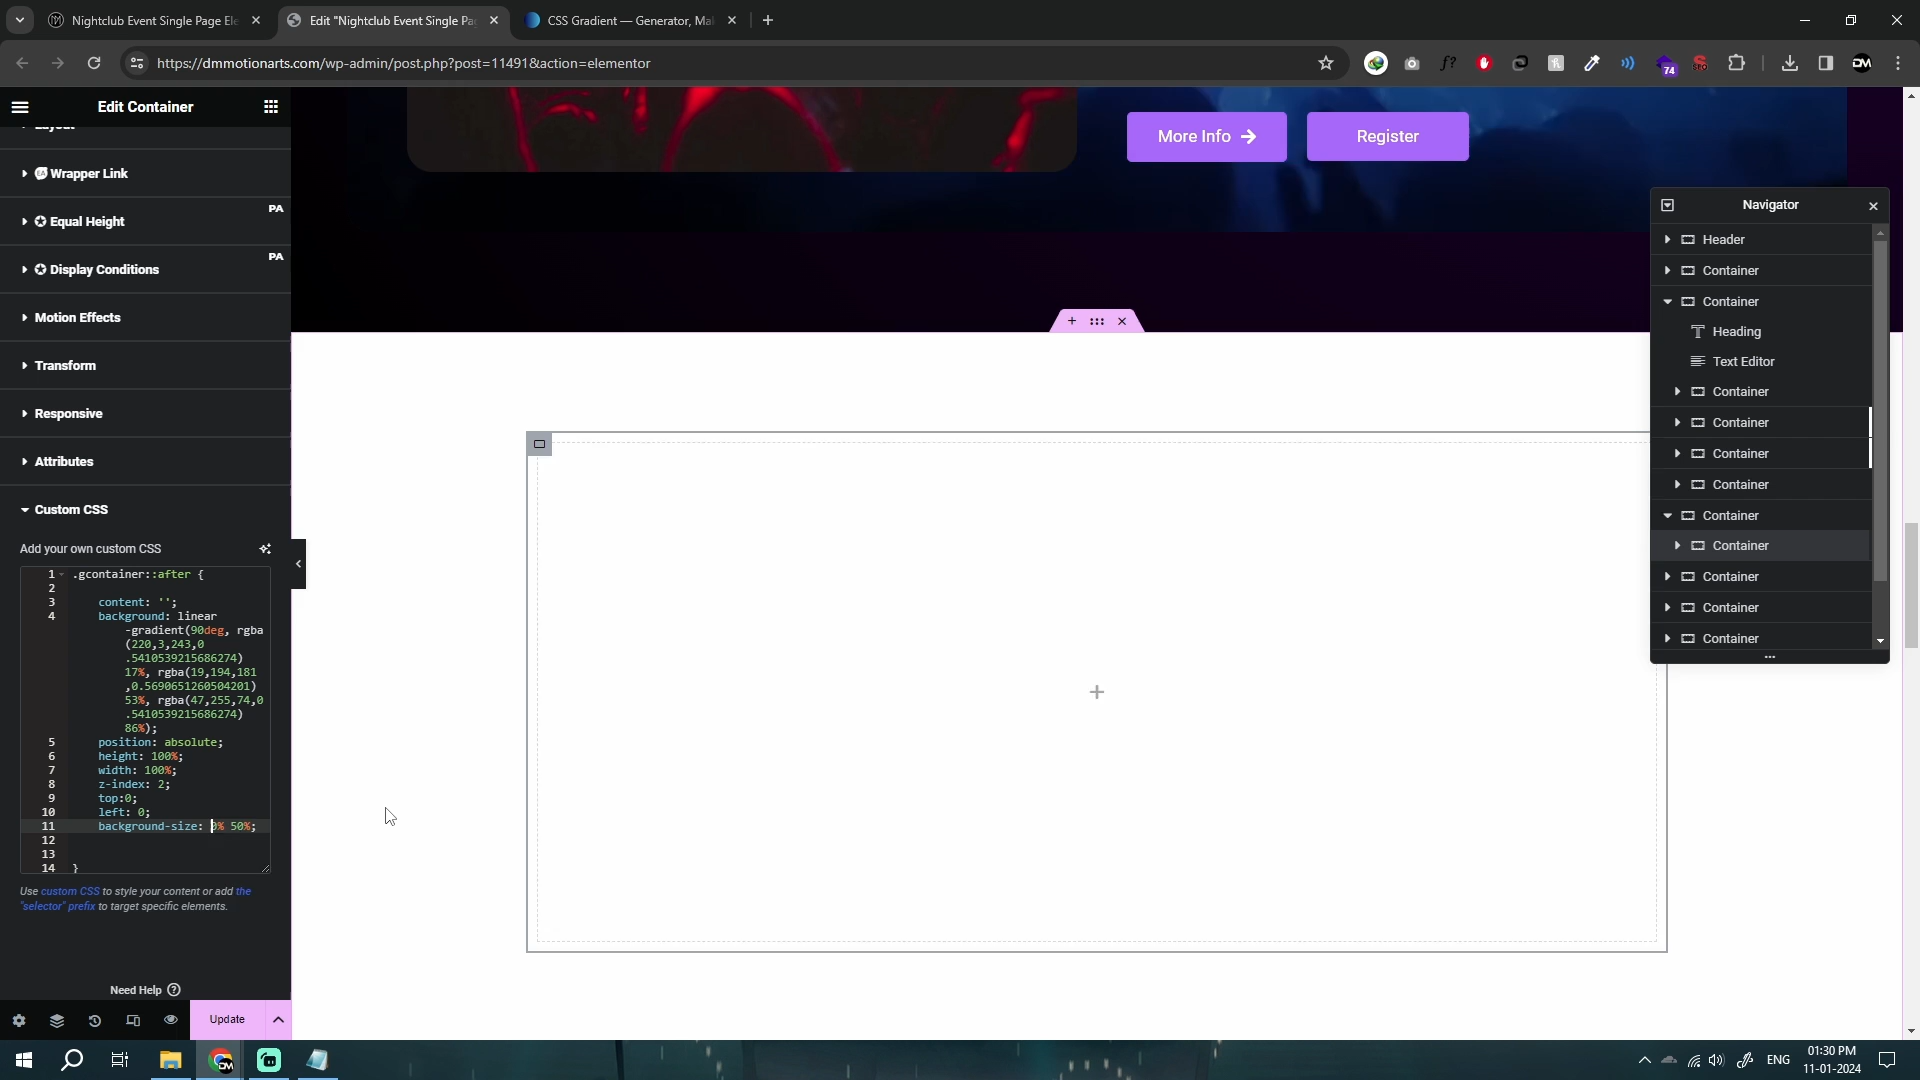 Nightclub Event Single Page Ele
Edit "Nightclub Event Single Pa
CSS Gradient — Generator, Ma
https://dmmotionarts.com/wp-admin/post.php?post=11491&action=elementor
74
Edit Container
Layout
Wrapper Link
PA
Equal Height
PA
Display Conditions
Motion Effects
Transform
Responsive
Attributes
Custom CSS
Add your own custom CSS
1 .gcontainer::after {
2
3 content: '';
4 background: linear
-gradient(90deg, rgba
(220,3,243,0
.5410539215686274)
17%, rgba(19,194,181
,0.5690651260504201)
53%, rgba(47,255,74,0
.5410539215686274)
86%);
5 position: absolute;
6 height: 100%;
7 width: 100%;
8 z-index: 2;
9 top:0;
10 left: 0;
11 background-size: 0% 50%;
12
13
14 }
Use custom CSS to style your content or add the
"selector" prefix to target specific elements.
Need Help
Update
More Info
Register
Navigator
Header
Container
Container
Heading
Text Editor
Container
Container
Container
Container
Container
Container
Container
Container
Container
ENG
01:30 PM
11-01-2024